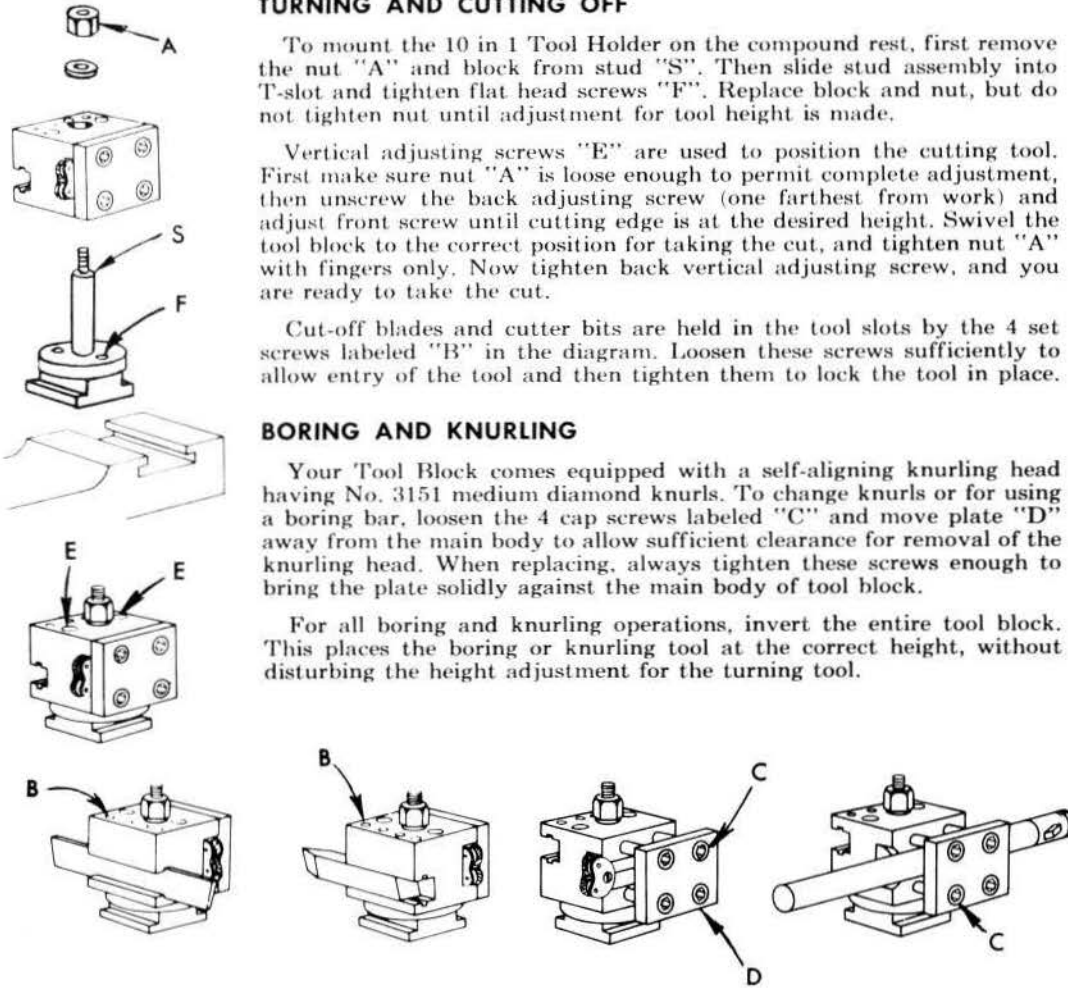 TURNING AND CUTTING OFF
A
To mount the 10 in 1 Tool Holder on the compound rest, first remove
the nut "A" and block from stud "S". Then slide stud assembly into
T-slot and tighten flat head screws "F". Replace block and nut, but do
not tighten nut until adjustment for tool height is made.
Vertical adjusting screws "E" are used to position the cutting tool.
First make sure nut "A" is loose enough to permit complete adjustment,
then unscrew the back adjusting screw (one farthest from work) and
adjust front screw until cutting edge is at the desired height. Swivel the
tool block to the correct position for taking the cut, and tighten nut "A"
with fingers only. Now tighten back vertical adjusting screw, and you
are ready to take the cut.
S
F
Cut-off blades and cutter bits are held in the tool slots by the 4 set
screws labeled "B" in the diagram. Loosen these screws sufficiently to
allow entry of the tool and then tighten them to lock the tool in place.
BORING AND KNURLING
Your Tool Block comes equipped with a self-aligning knurling head
having No. 3151 medium diamond knurls. To change knurls or for using
a boring bar, loosen the 4 cap screws labeled "C" and move plate "D"
away from the main body to allow sufficient clearance for removal of the
knurling head. When replacing, always tighten these screws enough to
bring the plate solidly against the main body of tool block.
For all boring and knurling operations, invert the entire tool block.
This places the boring or knurling tool at the correct height, without
disturbing the height adjustment for the turning tool.
E
E
B
B
C
D
C